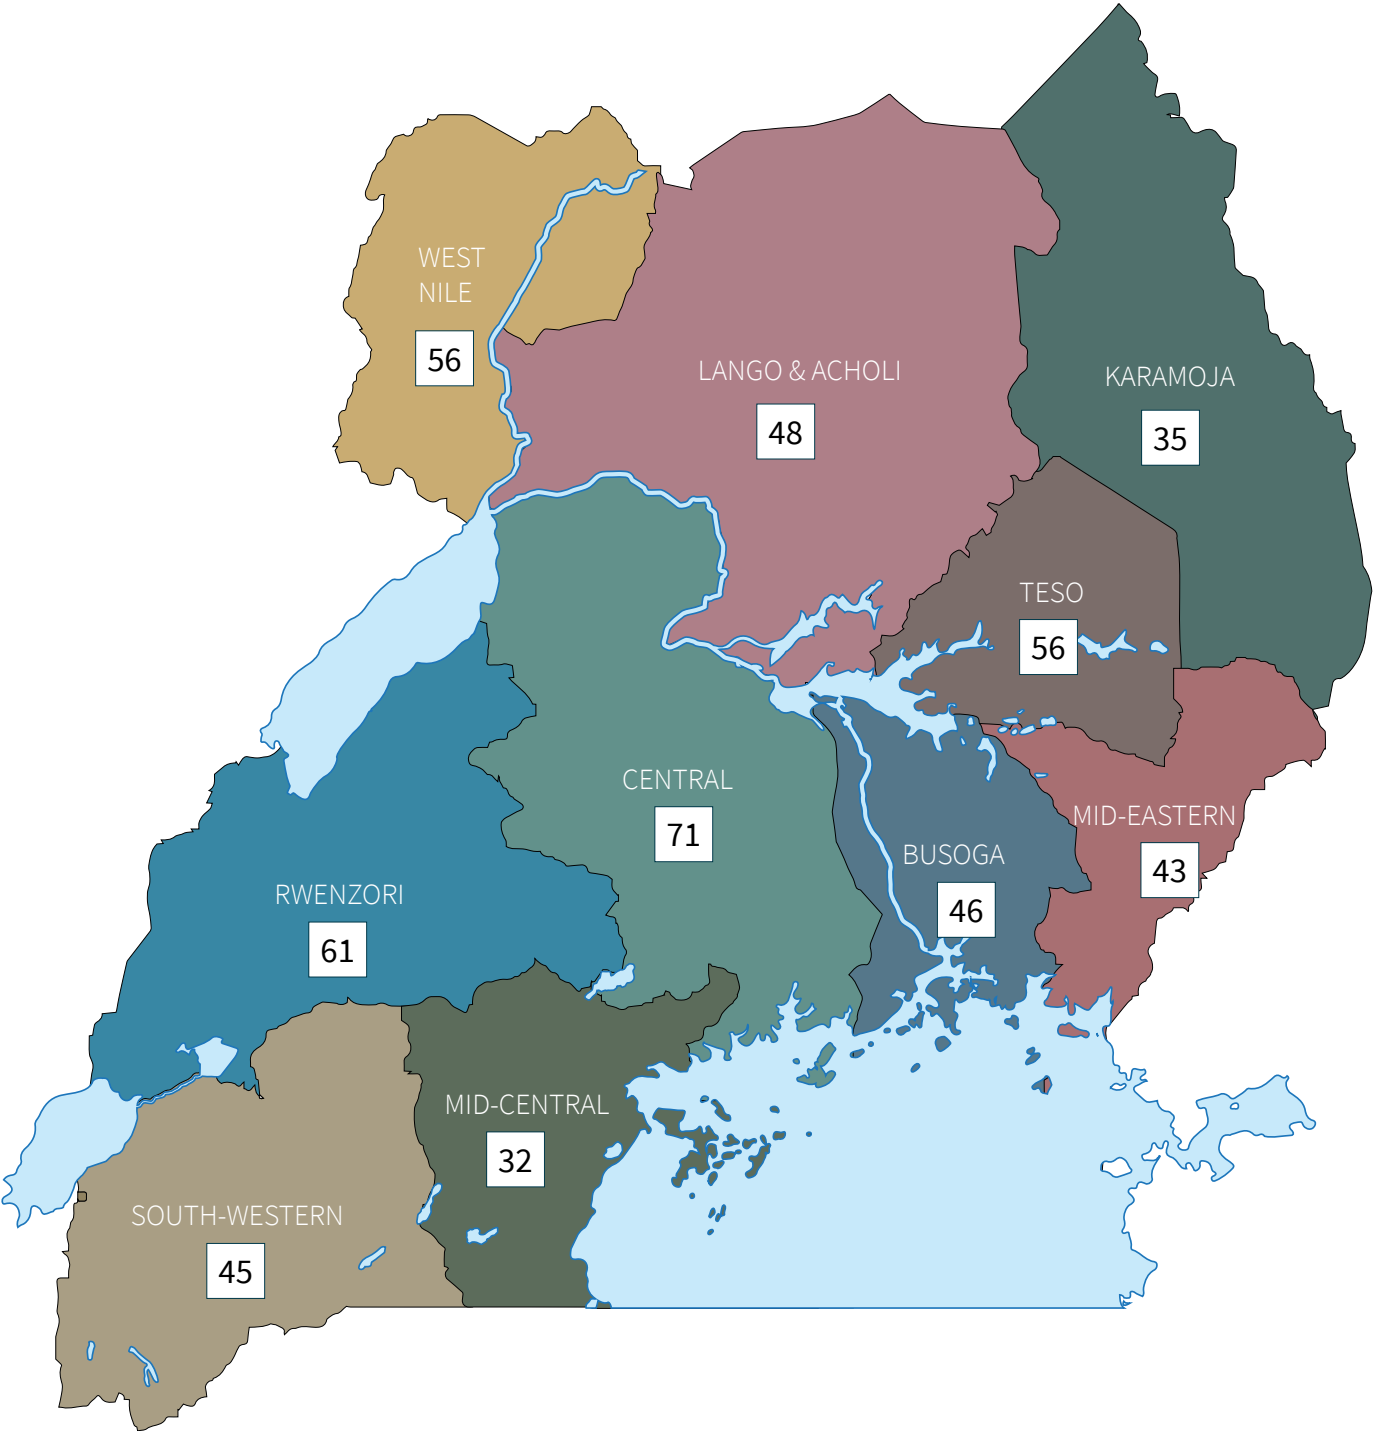 WEST
NILE
56
LANGO & ACHOLI
48
KARAMOJA
35
TESO
56
CENTRAL
71
MID-EASTERN
43
BUSOGA
46
RWENZORI
61
MID-CENTRAL
32
SOUTH-WESTERN
45